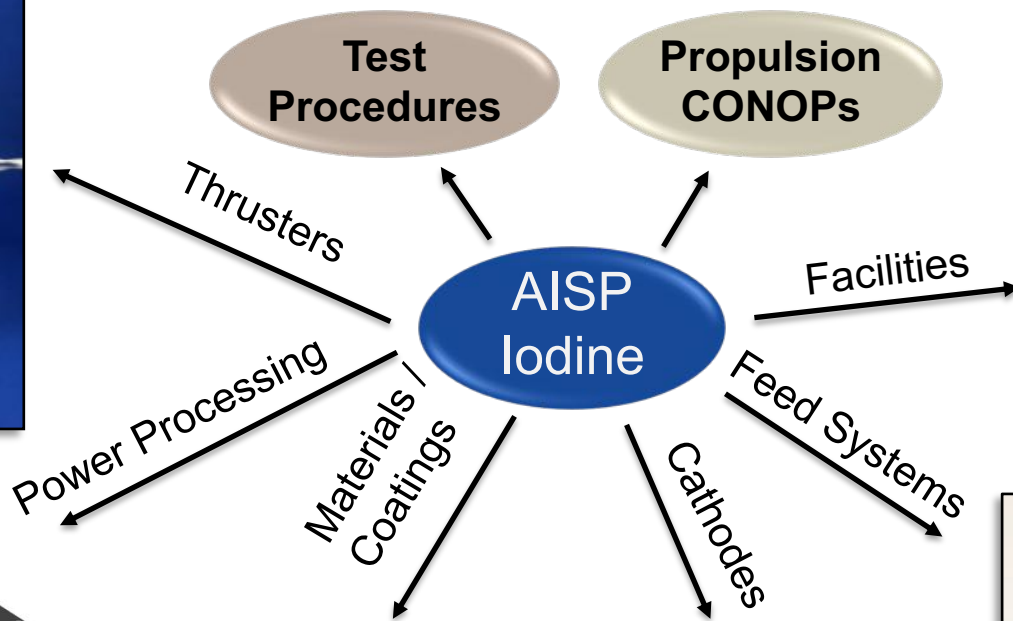 Test
Procedures
Propulsion
CONOPs
Thrusters
AISP
Iodine
Facilities
Power Processing
Materials /
Coatings
Cathodes
Feed Systems